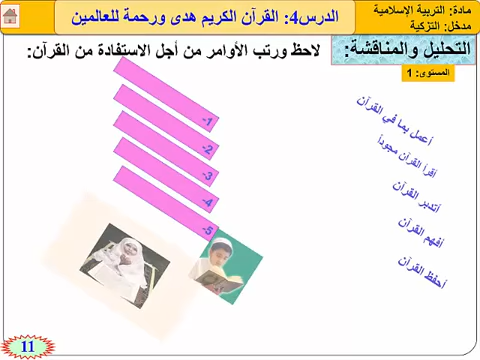 مادة: التربية الإسلامية
مدخل: التزكية
الدرس4: القرآن الكريم هدى ورحمة للعالمين
التحليل والمناقشة:
لاحظ ورتب الأوامر من أجل الاستفادة من القرآن:
المستوى: 1
1-
2-
3-
4-
5-
أعمل بما في القرآن
أقرأ القرآن مجوداً
أتدبر القرآن
أفهم القرآن
أحفظ القرآن
11